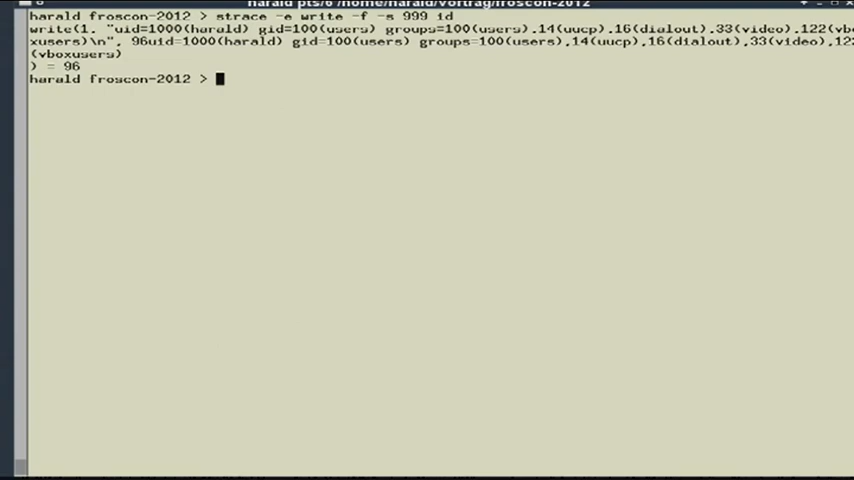 harald pts/6 /home/harald/vortrag/froscon-2012
harald froscon-2012 > strace -e write -f -s 999 id
write(1, "uid=1000(harald) gid=100(users) groups=100(users),14(uucp),16(dialout),33(video),122(vbo
xusers)\n", 96uid=1000(harald) gid=100(users) groups=100(users),14(uucp),16(dialout),33(video),122
(vboxusers)
) = 96
harald froscon-2012 >